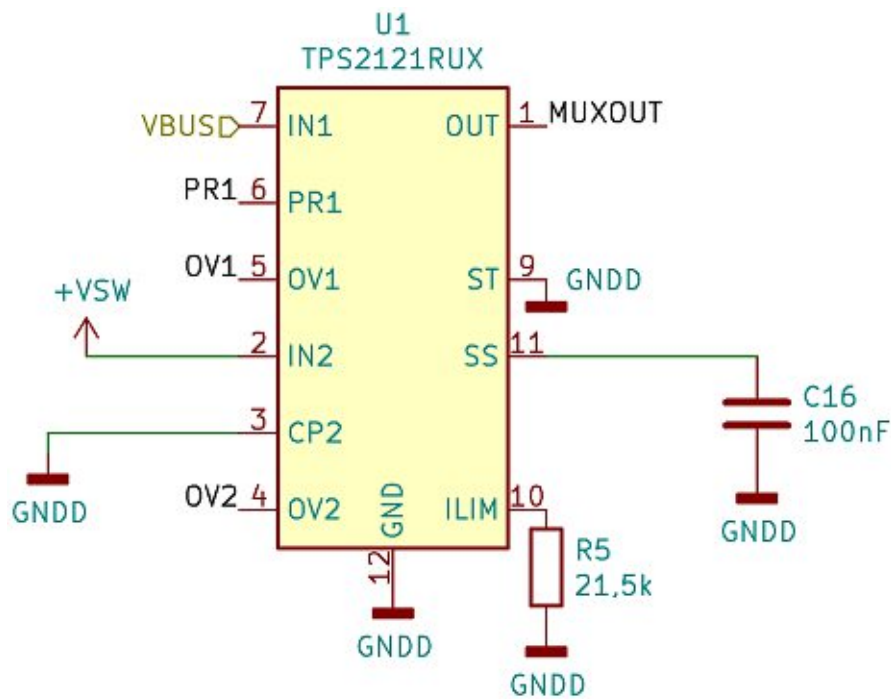 U1
TPS2121RUX
VBUS 7 IN1 OUT 1 MUXOUT
PR1 6 PR1
OV1 5 OV1 ST 9 GNDD
+VSW
2 IN2 SS 11
C16
100nF
3 CP2
GNDD
OV2 4 OV2 GND ILIM 10
GNDD
12
R5
21,5k
GNDD
GNDD